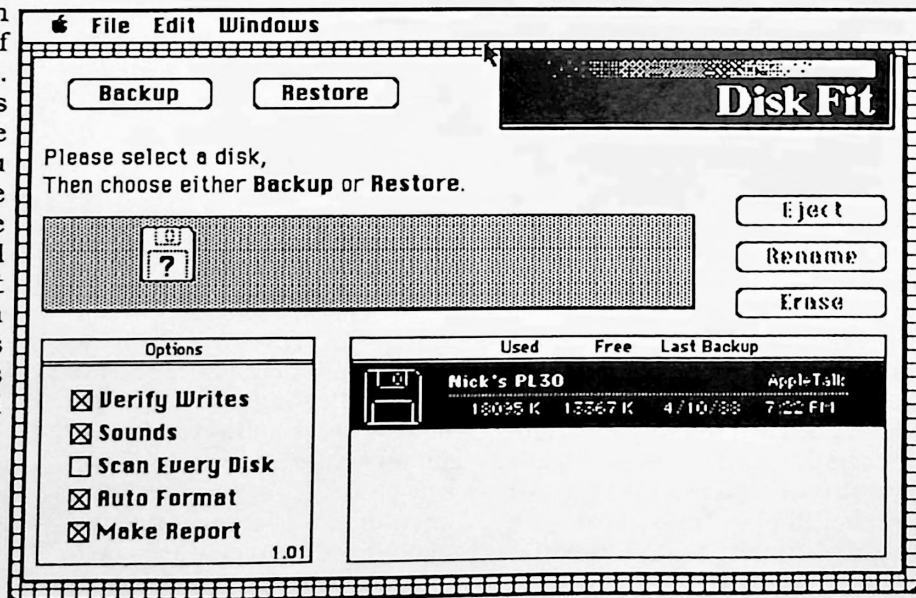 File Edit Windows
Backup Restore
Disk Fit
Please select a disk,
Then choose either Backup or Restore.
?
Eject
Rename
Erase
Options
Verify Writes
Sounds
Scan Every Disk
Auto Format
Make Report
1.01
Used Free Last Backup
Nick's PL30 AppleTalk
18095 K 13367 K 4/10/88 7:22 PM